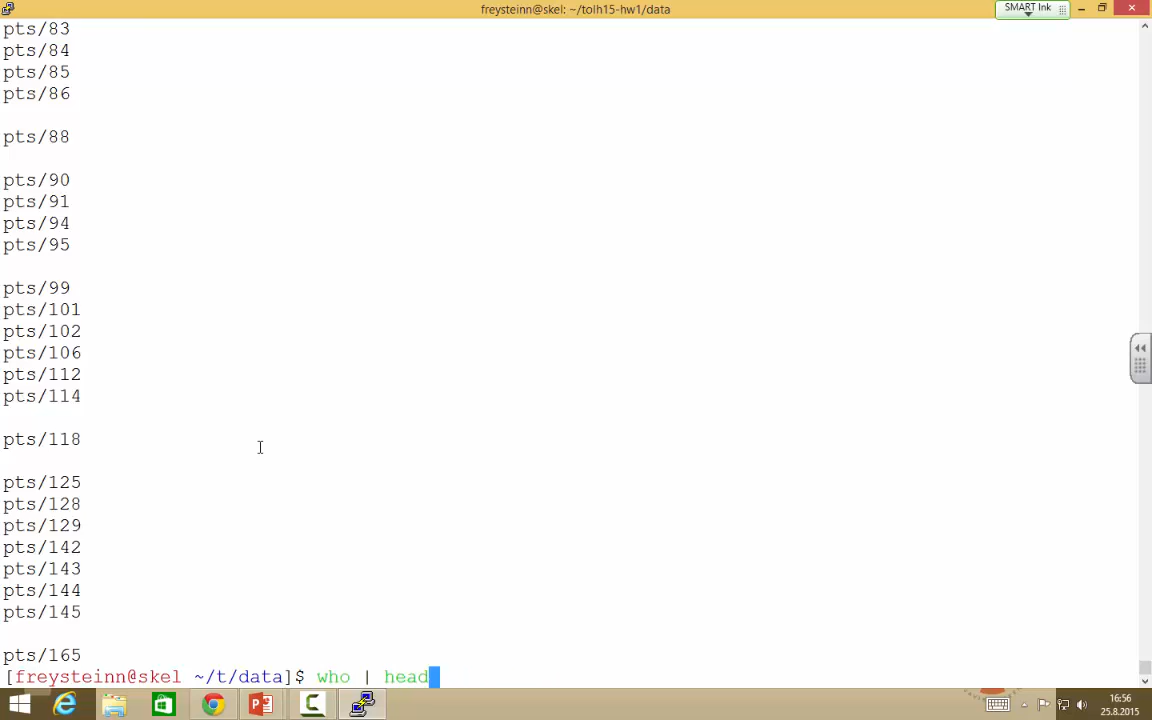 freysteinn@skel: ~/tolh15-hw1/data
SMART Ink
pts/83
pts/84
pts/85
pts/86
pts/88
pts/90
pts/91
pts/94
pts/95
pts/99
pts/101
pts/102
pts/106
pts/112
pts/114
pts/118
pts/125
pts/128
pts/129
pts/142
pts/143
pts/144
pts/145
pts/165
[freysteinn@skel ~/t/data]$ who | head
16:56
25.8.2015